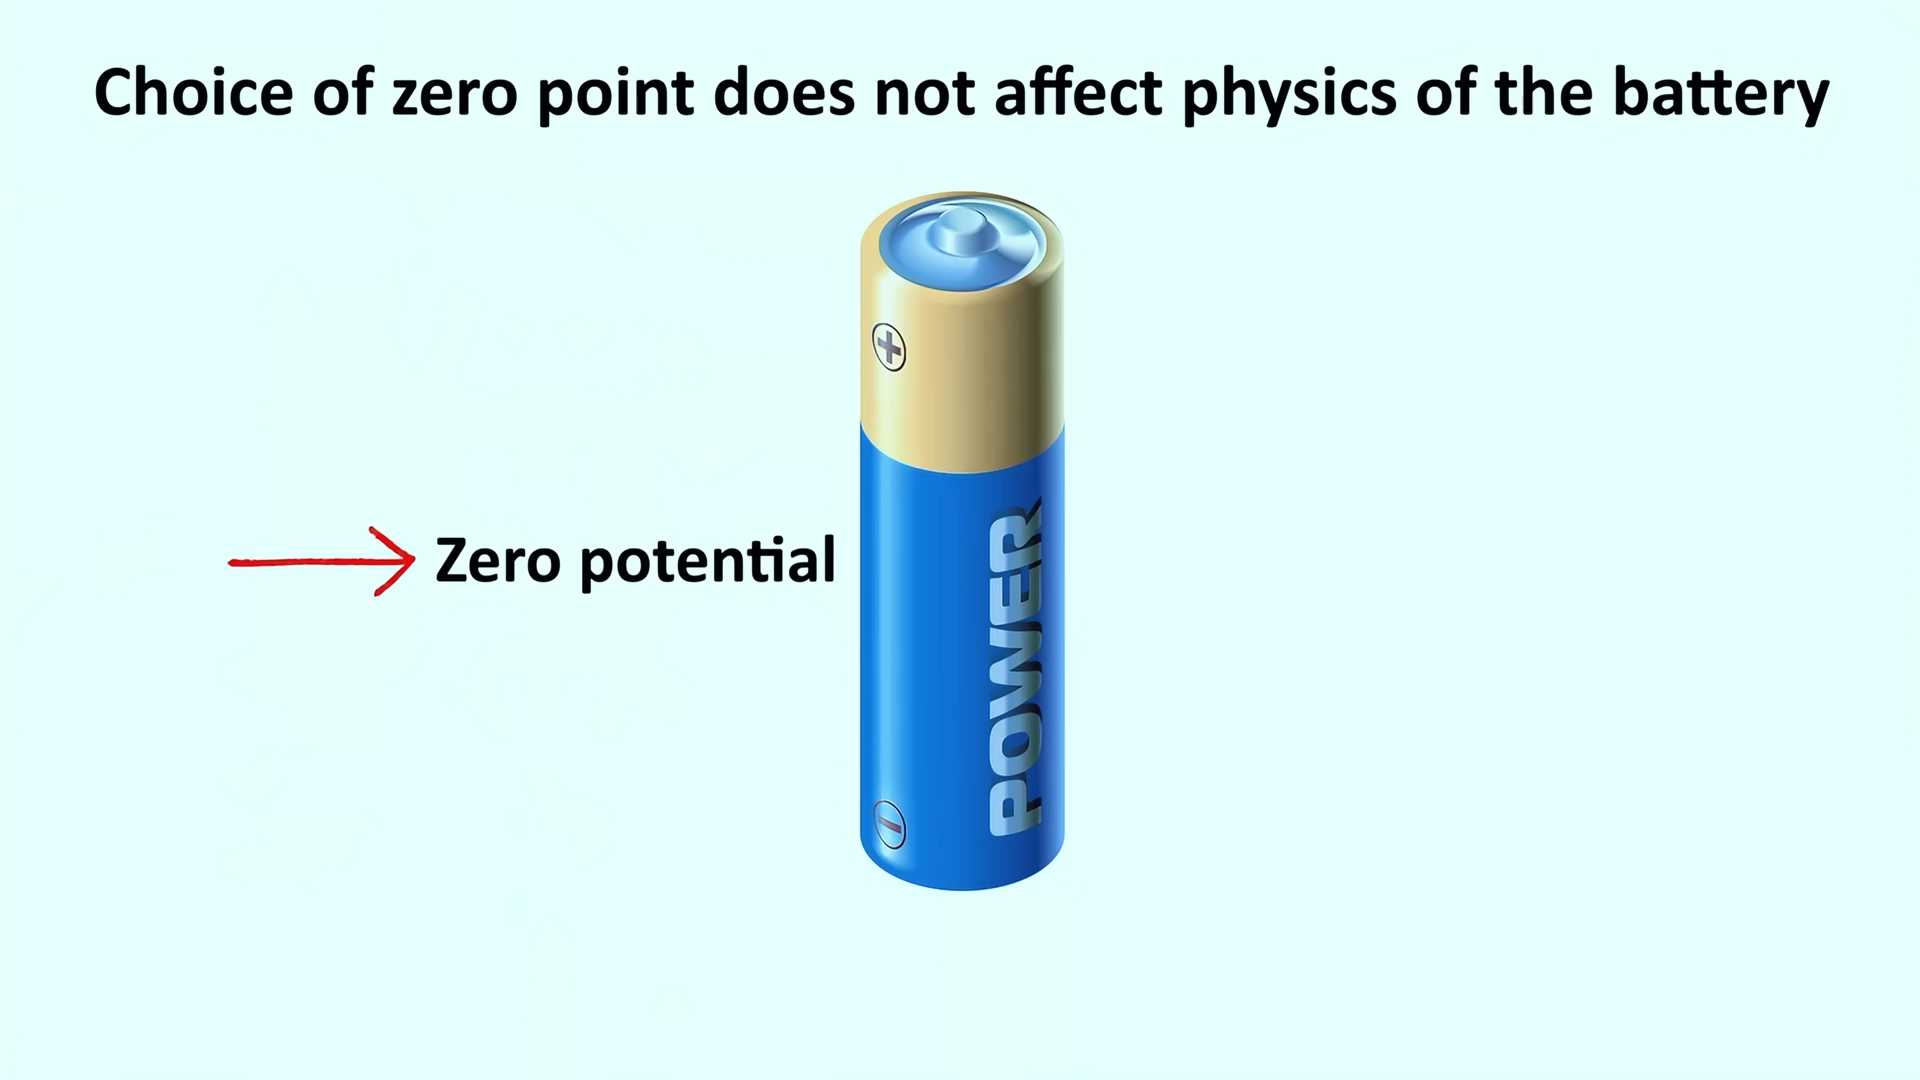 Choice of zero point does not affect physics of the battery
+
Zero potential
POWER
-